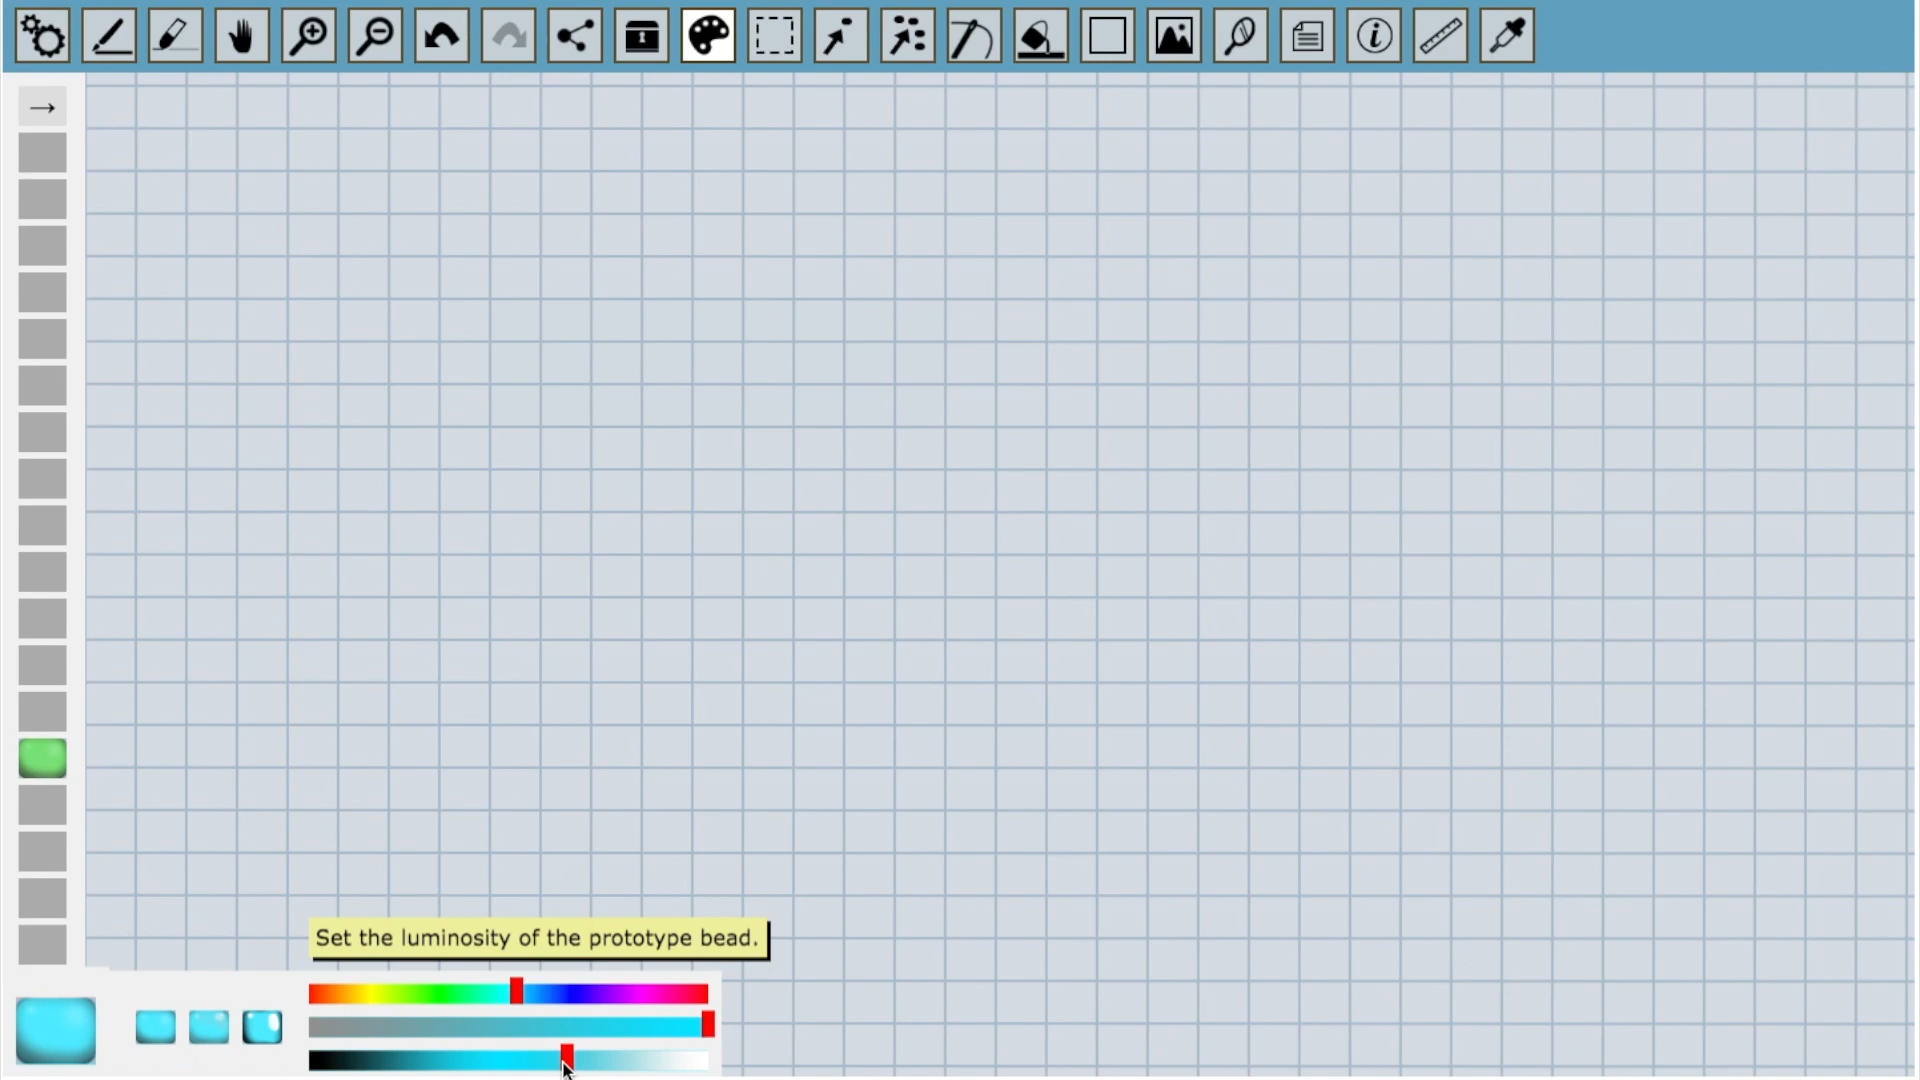 Set the luminosity of the prototype bead.